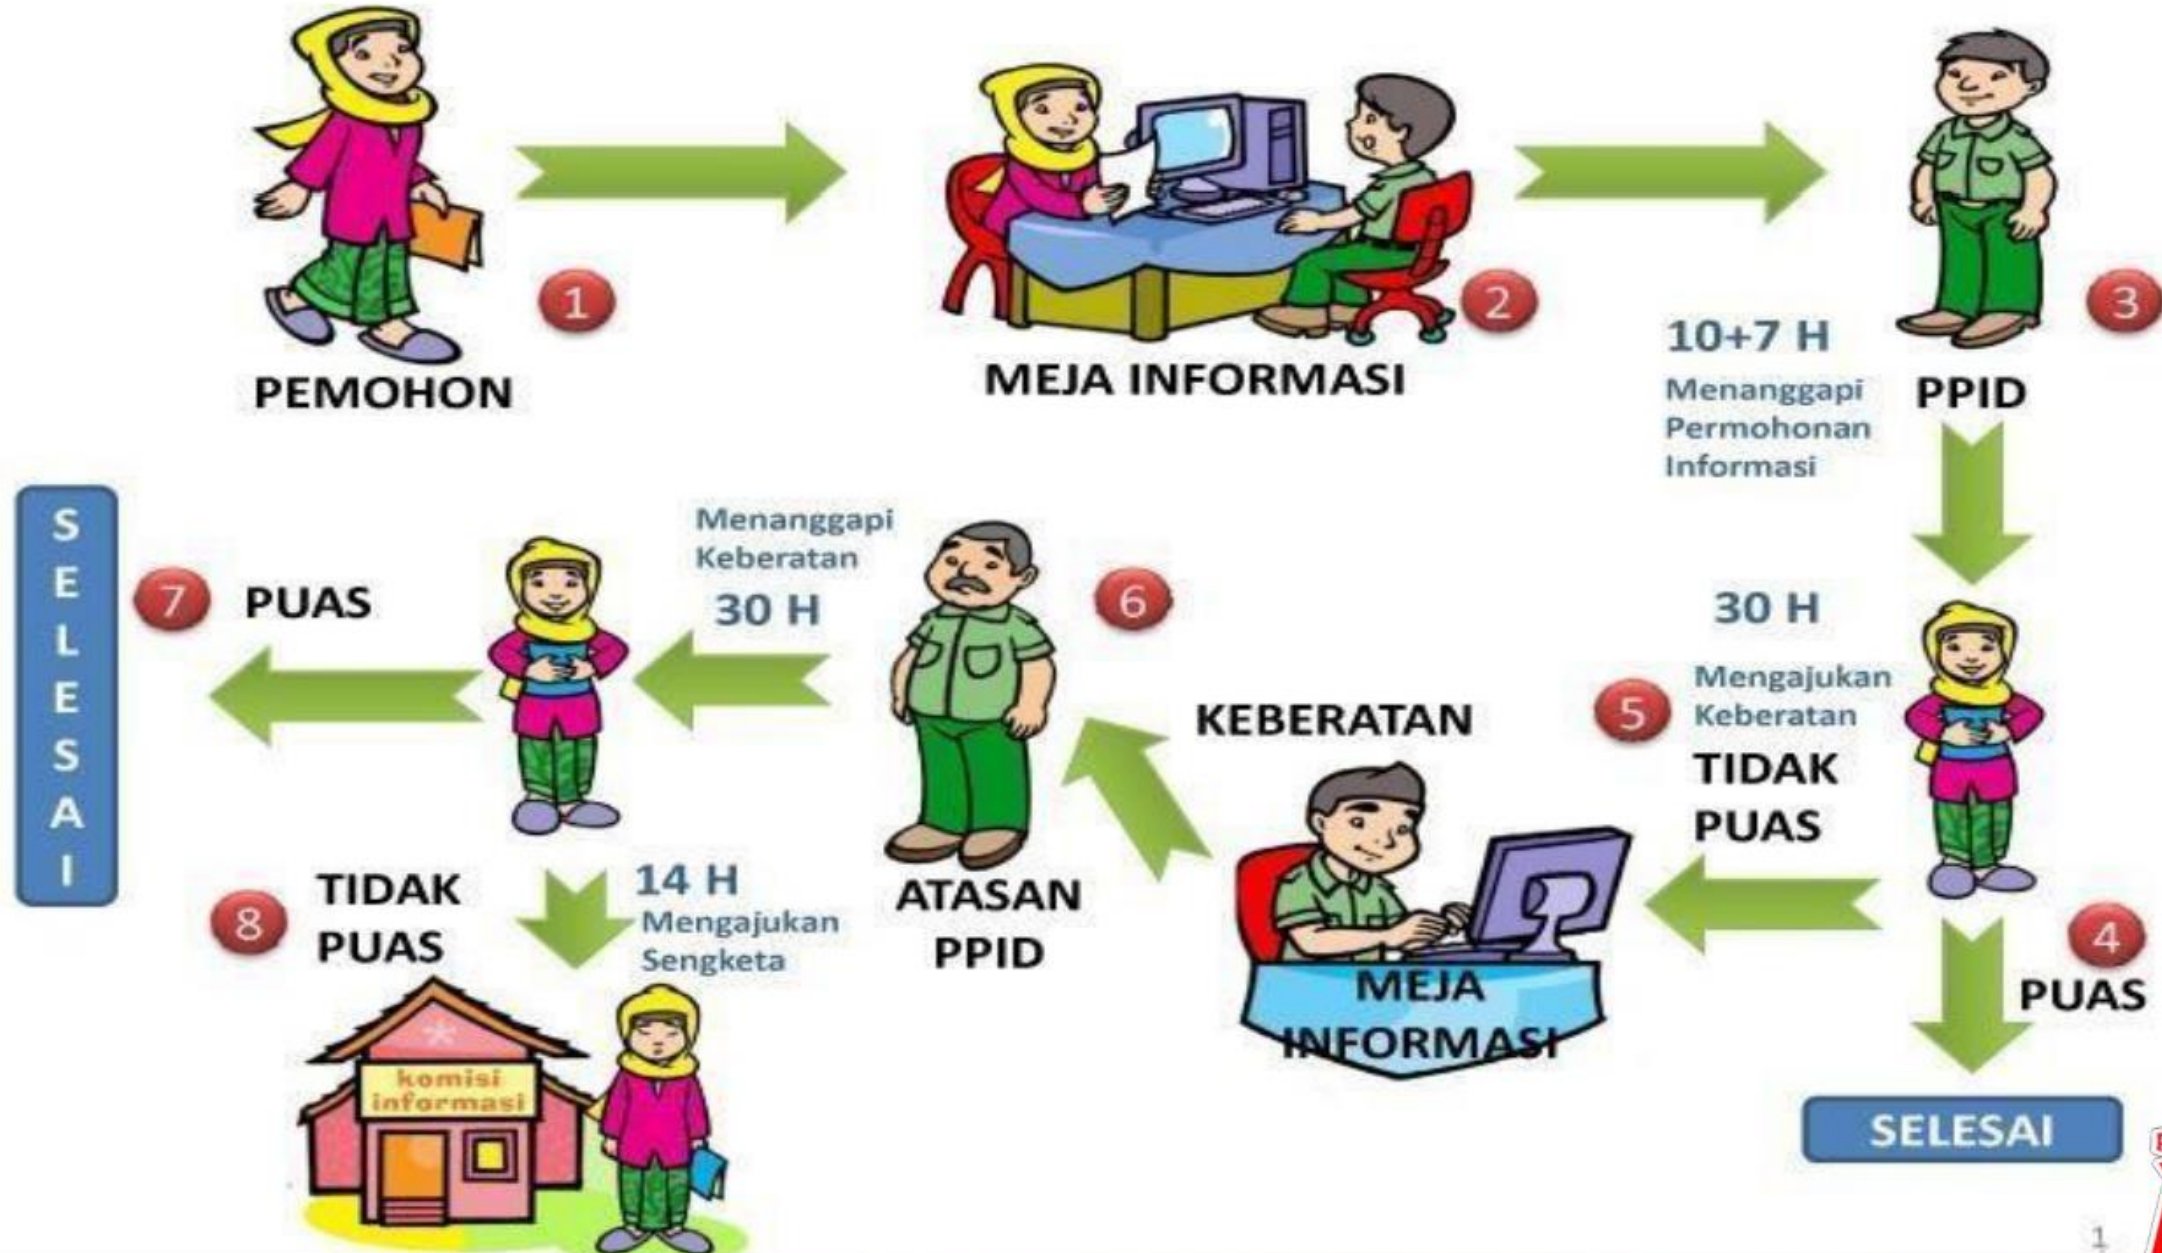 1
PEMOHON
2
MEJA INFORMASI
3
10+7 H
Menanggapi
Permohonan
Informasi
PPID
30 H
5
Mengajukan
Keberatan
TIDAK
PUAS
4
PUAS
SELESAI
KEBERATAN
MEJA
INFORMASI
6
ATASAN
PPID
Menanggapi
Keberatan
30 H
7
PUAS
S
E
L
E
S
A
I
8
TIDAK
PUAS
14 H
Mengajukan
Sengketa
komisi
informasi
1